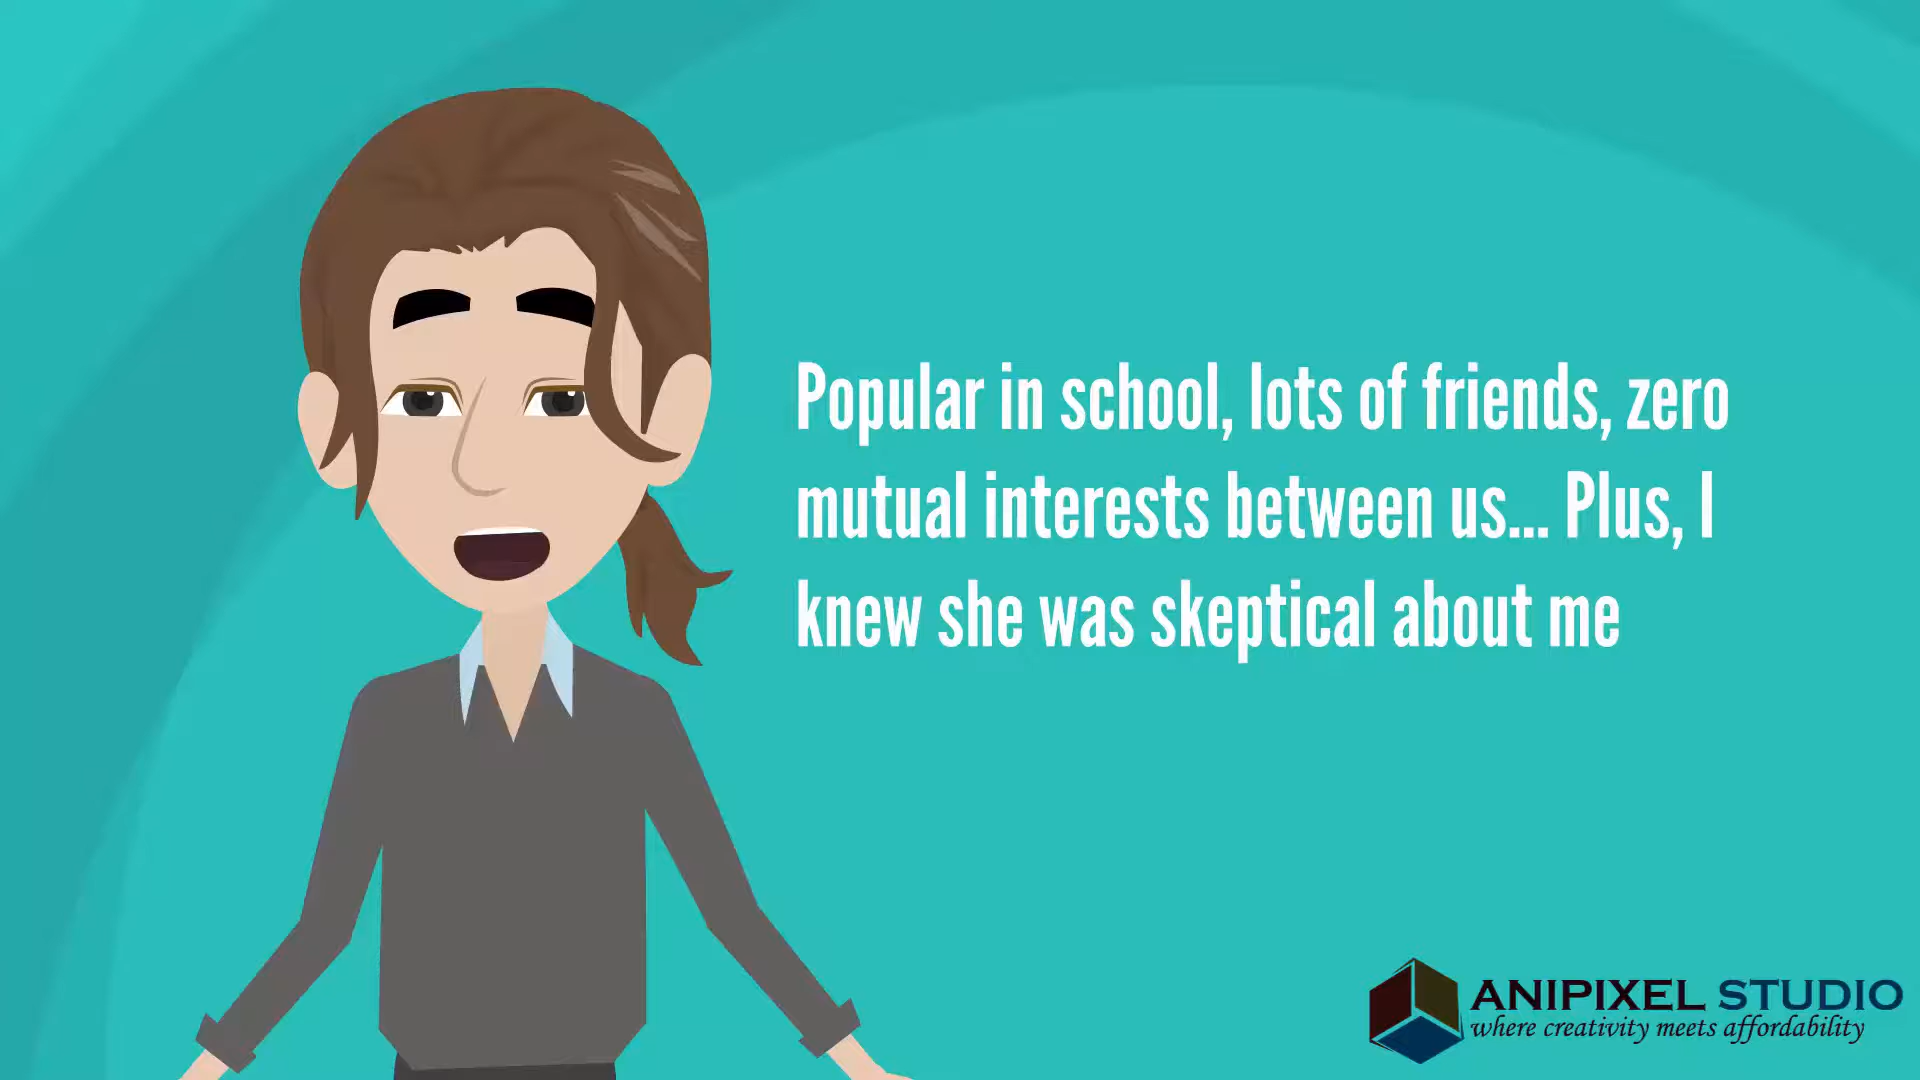 Popular in school, lots of friends, zero
mutual interests between us... Plus, I
knew she was skeptical about me
ANIPIXEL STUDIO
where creativity meets affordability